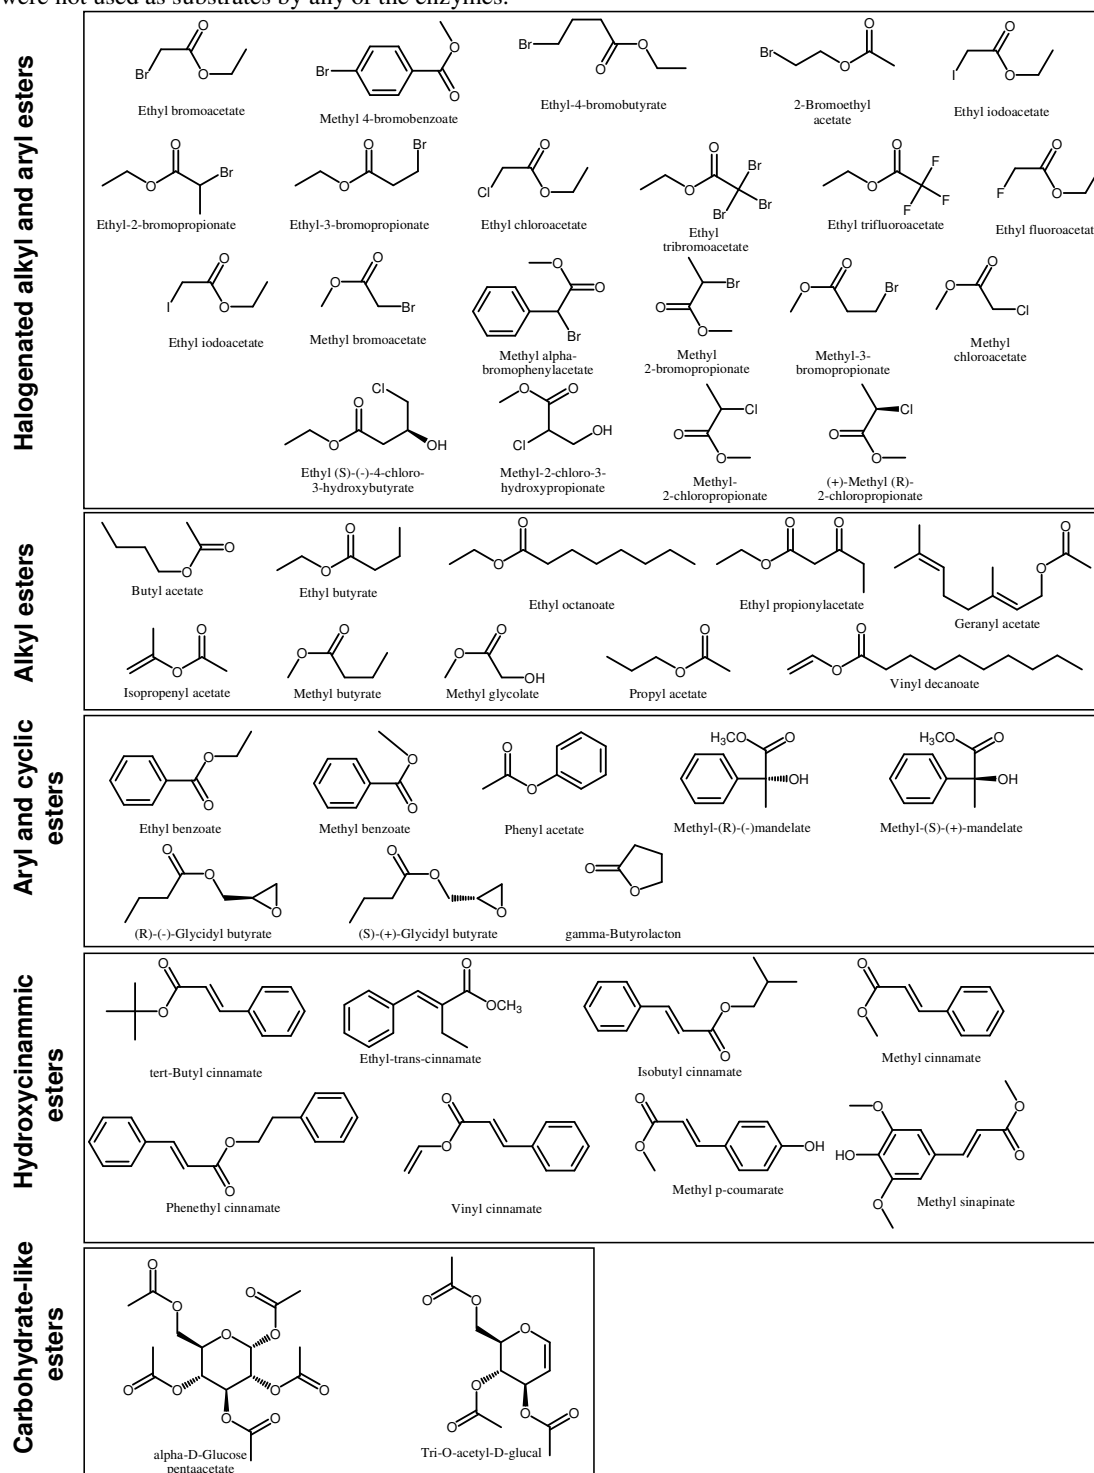 were not used as substrates by any of the enzymes.
Halogenated alkyl and aryl esters
Ethyl bromoacetate
Methyl 4-bromobenzoate
Ethyl-4-bromobutyrate
2-Bromoethyl
acetate
Ethyl iodoacetate
Ethyl-2-bromopropionate
Ethyl-3-bromopropionate
Ethyl chloroacetate
Ethyl
tribromoacetate
Ethyl trifluoroacetate
Ethyl fluoroacetat
Ethyl iodoacetate
Methyl bromoacetate
Methyl alpha-
bromophenylacetate
Methyl
2-bromopropionate
Methyl-3-
bromopropionate
Methyl
chloroacetate
Ethyl (S)-(-)-4-chloro-
3-hydroxybutyrate
Methyl-2-chloro-3-
hydroxypropionate
Methyl-
2-chloropropionate
(+)-Methyl (R)-
2-chloropropionate
Alkyl esters
Butyl acetate
Ethyl butyrate
Ethyl octanoate
Ethyl propionylacetate
Geranyl acetate
Isopropenyl acetate
Methyl butyrate
Methyl glycolate
Propyl acetate
Vinyl decanoate
Aryl and cyclic
esters
Ethyl benzoate
Methyl benzoate
Phenyl acetate
Methyl-(R)-(-)mandelate
Methyl-(S)-(+)-mandelate
(R)-(-)-Glycidyl butyrate
(S)-(+)-Glycidyl butyrate
gamma-Butyrolacton
Hydroxycinammic
esters
tert-Butyl cinnamate
Ethyl-trans-cinnamate
Isobutyl cinnamate
Methyl cinnamate
Phenethyl cinnamate
Vinyl cinnamate
Methyl p-coumarate
Methyl sinapinate
Carbohydrate-like
esters
alpha-D-Glucose
pentaacetate
Tri-O-acetyl-D-glucal